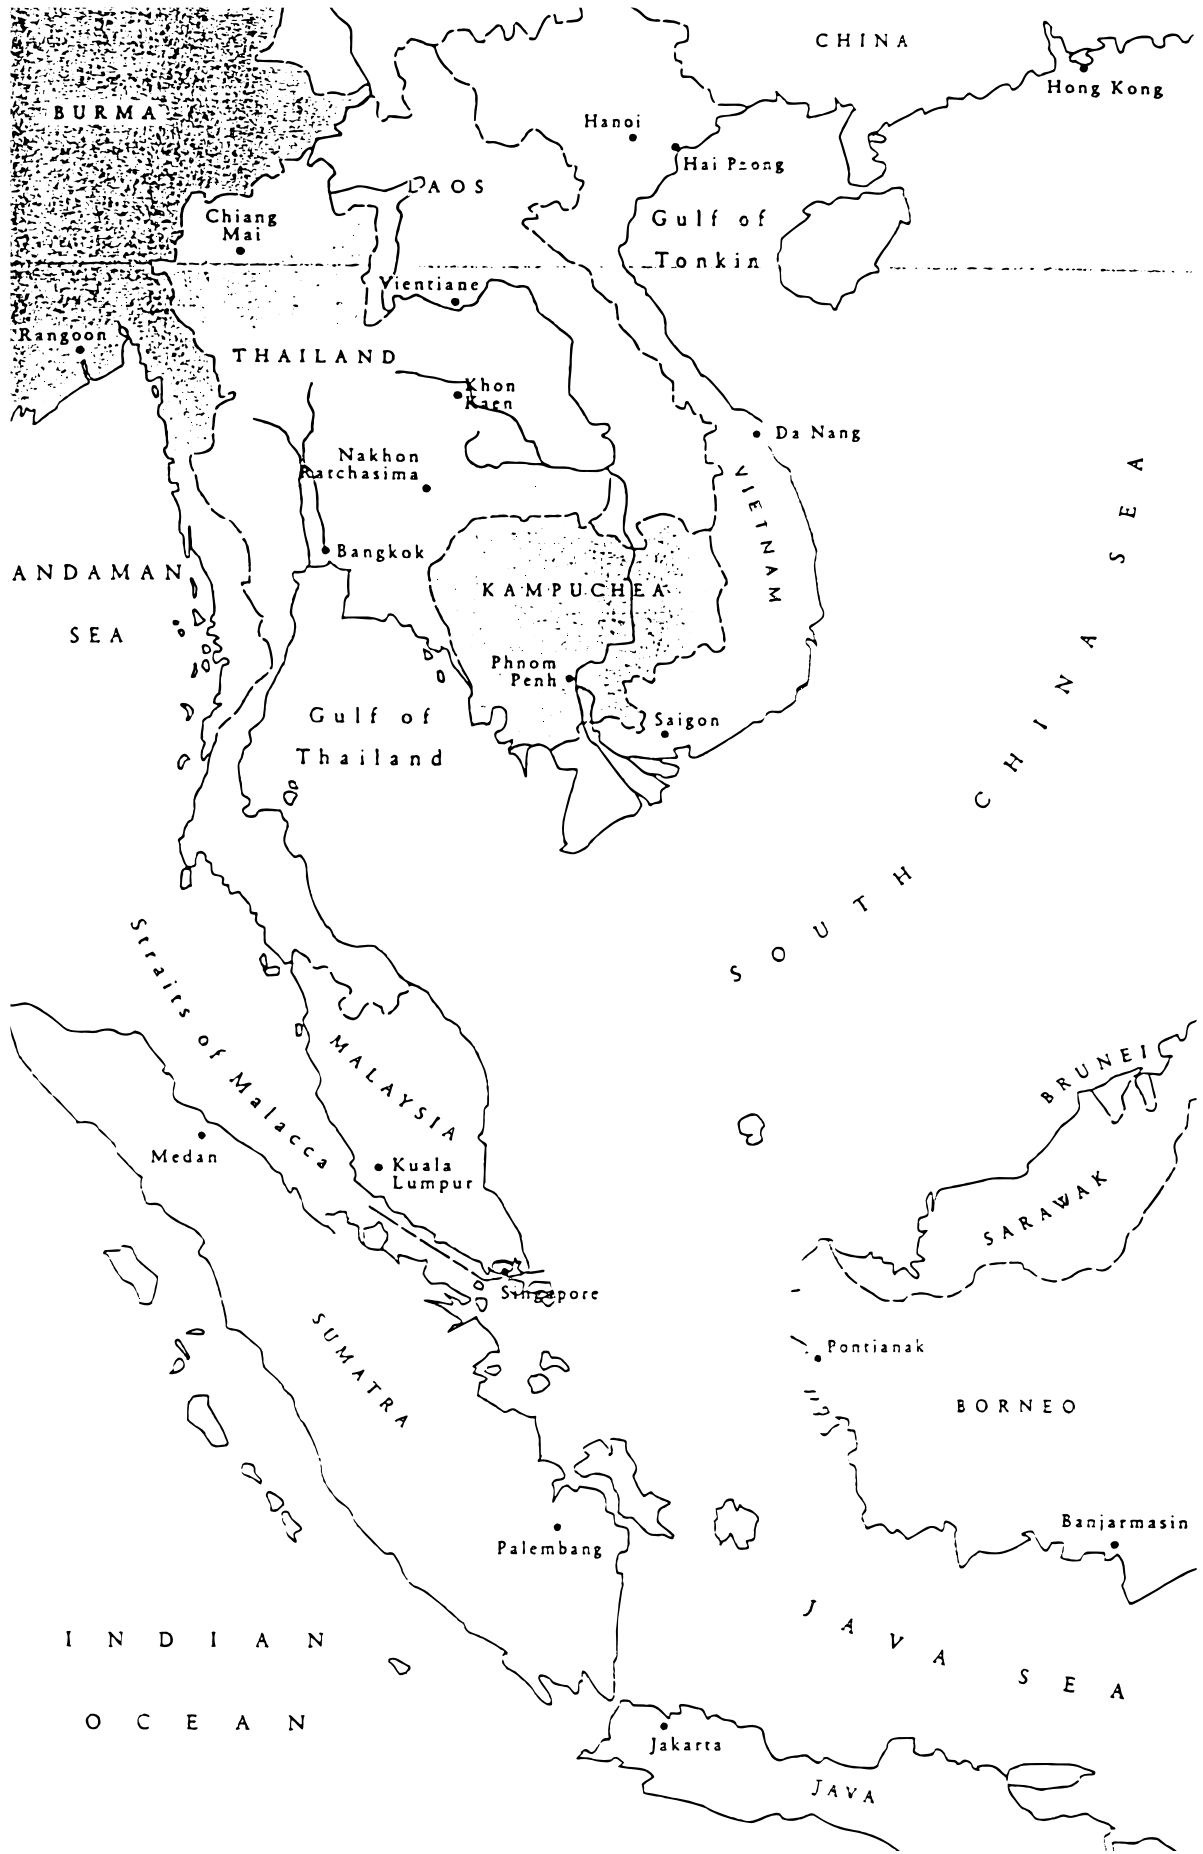 CHINA
Hong Kong
BURMA
Hanoi
Hai Phong
LAOS
Chiang
Mai
Gulf of
Tonkin
Vientiane
Rangoon
THAILAND
Khon
Kaen
Da Nang
Nakhon
Ratchasima
VIETNAM
Bangkok
ANDAMAN
SEA
KAMPUCHEA
Phnom
Penh
Saigon
Gulf of
Thailand
SOUTH CHINA SEA
Straits of Malacca
MALAYSIA
BRUNEI
Medan
Kuala
Lumpur
SARAWAK
Singapore
SUMATRA
Pontianak
BORNEO
Banjarmasin
Palembang
JAVA SEA
INDIAN
OCEAN
Jakarta
JAVA